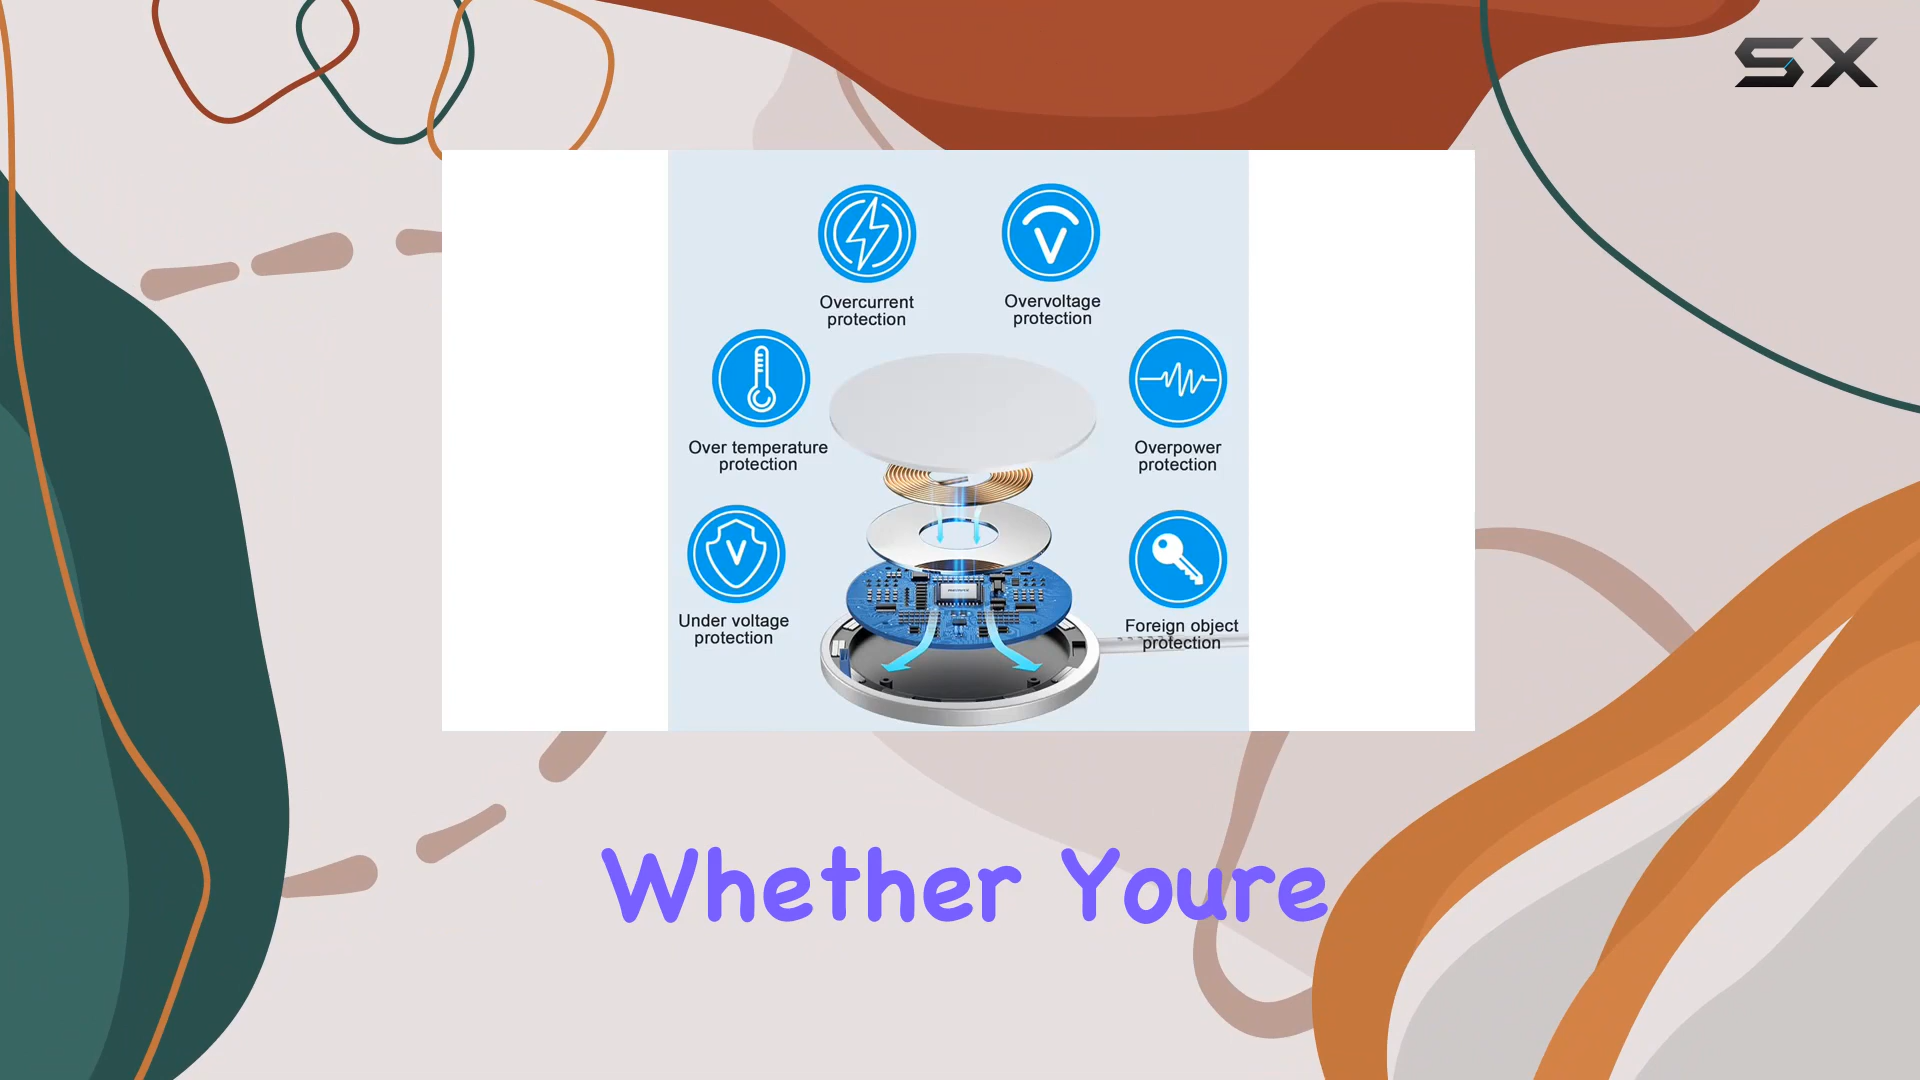 SX
Overcurrent
protection
Overvoltage
protection
Over temperature
protection
Overpower
protection
Under voltage
protection
Foreign object
protection
Whether Youre